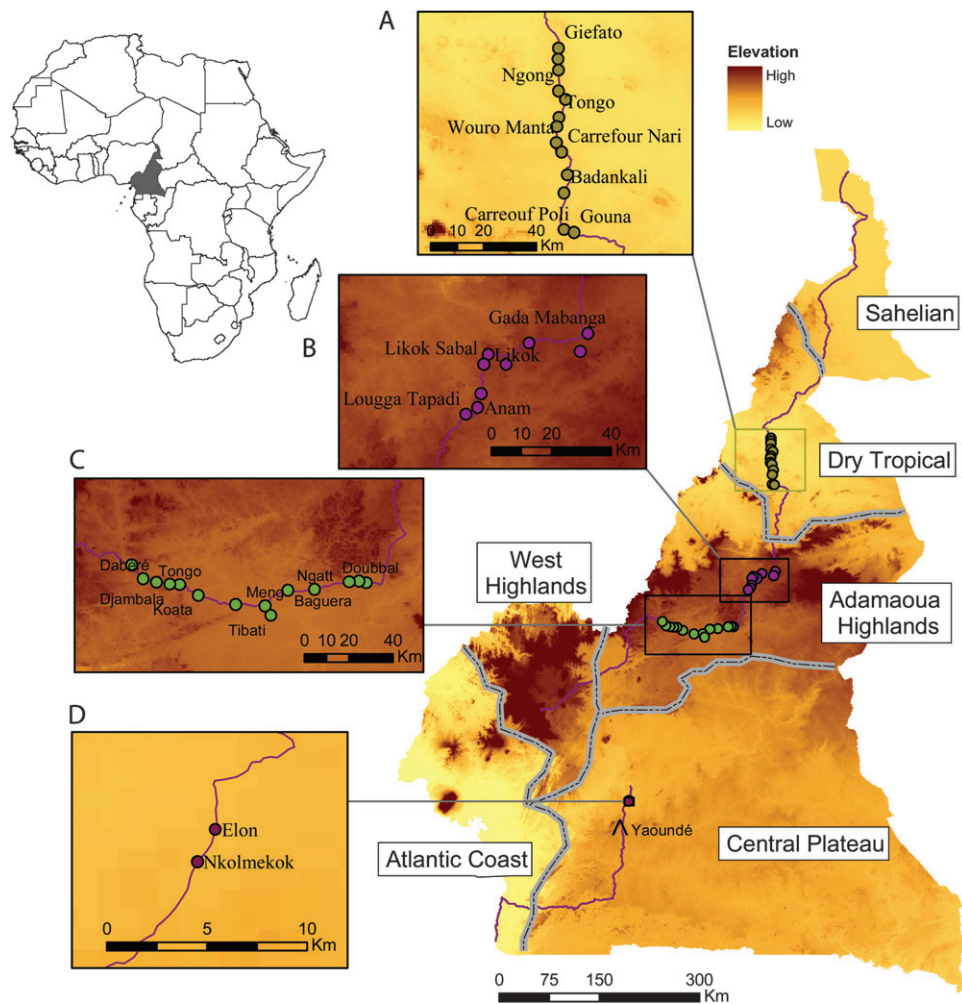 A
Giefato
Ngong
Tongo
Wouro Manta
Carrefour Nari
Badankali
Carreouf Poli
Gouna
0 10 20 40
Km
Elevation
High
Low
B
Gada Mabanga
Likok Sabal
Likok
Lougga Tapadi
Anam
0 10 20 40
Km
Sahelian
Dry Tropical
C
Daberé
Tongo
Djambala
Koata
Meng
Ngatt
Doubbal
Baguera
Tibati
0 10 20 40
Km
West
Highlands
Adamaoua
Highlands
D
Elon
Nkolmekok
0 5 10
Km
Yaoundé
Atlantic Coast
Central Plateau
0 75 150 300
Km